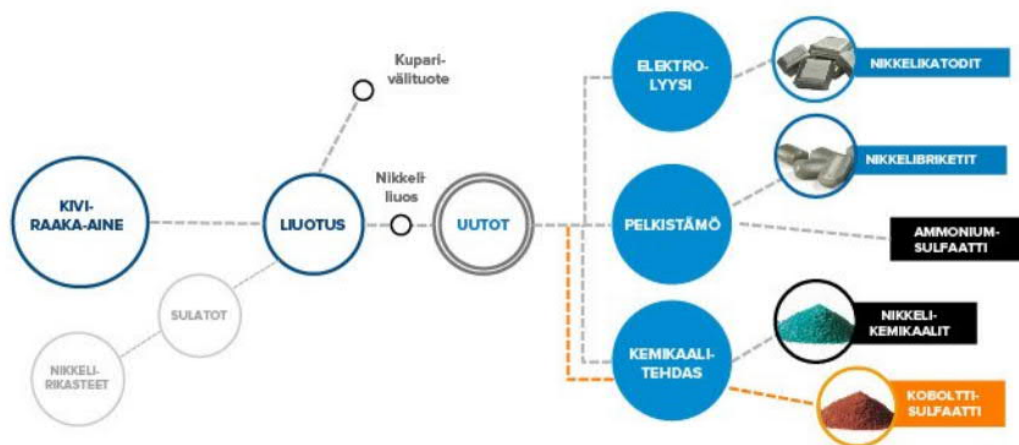 Kupari-
välituote
KIVI-
RAAKA-AINE
LIUOTUS
Nikkeli-
liuos
UUTOT
SULATOT
NIKKELI-
RIKASTEET
ELEKTRO-
LYYSI
NIKKELIKATODIT
PELKISTÄMÖ
NIKKELIBRIKETIT
AMMONIUM-
SULFAATTI
KEMIKAALI-
TEHDAS
NIKKELI-
KEMIKAALIT
KOBOLTTI-
SULFAATTI